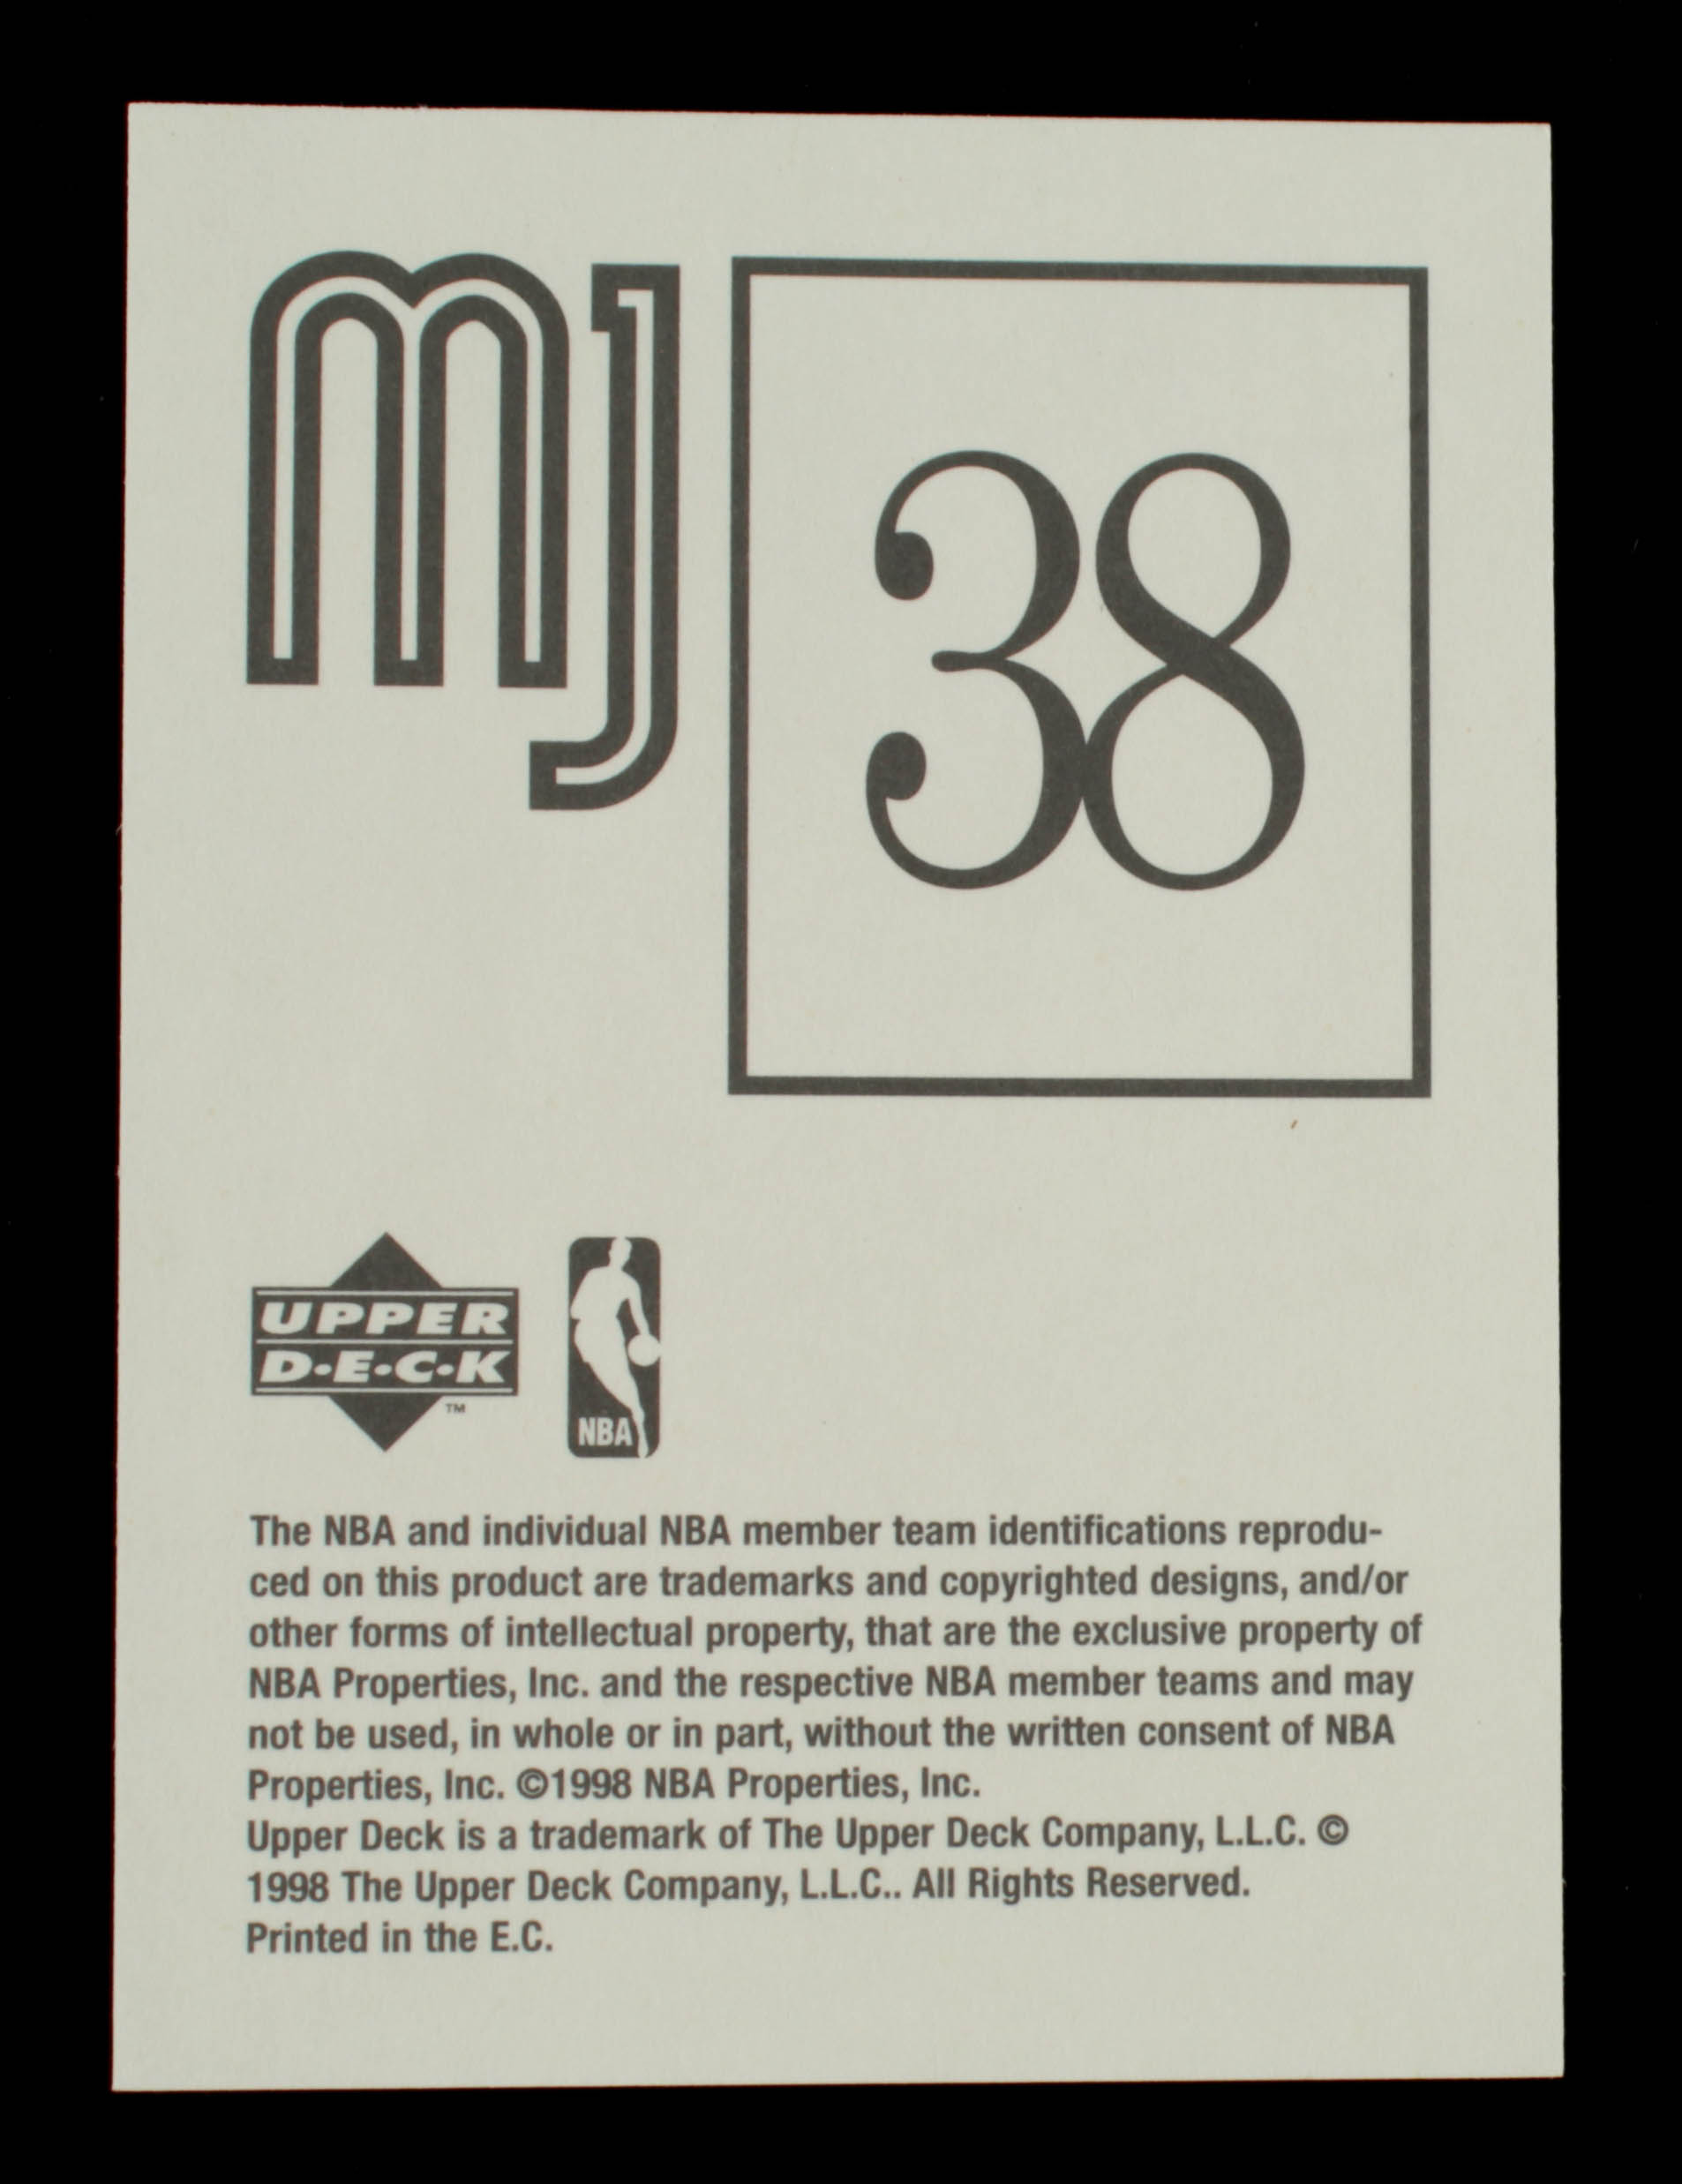 MJ
38
UPPER
D•E•C•K
™
NBA
The NBA and individual NBA member team identifications reprodu-
ced on this product are trademarks and copyrighted designs, and/or
other forms of intellectual property, that are the exclusive property of
NBA Properties, Inc. and the respective NBA member teams and may
not be used, in whole or in part, without the written consent of NBA
Properties, Inc. ©1998 NBA Properties, Inc.
Upper Deck is a trademark of The Upper Deck Company, L.L.C. ©
1998 The Upper Deck Company, L.L.C.. All Rights Reserved.
Printed in the E.C.